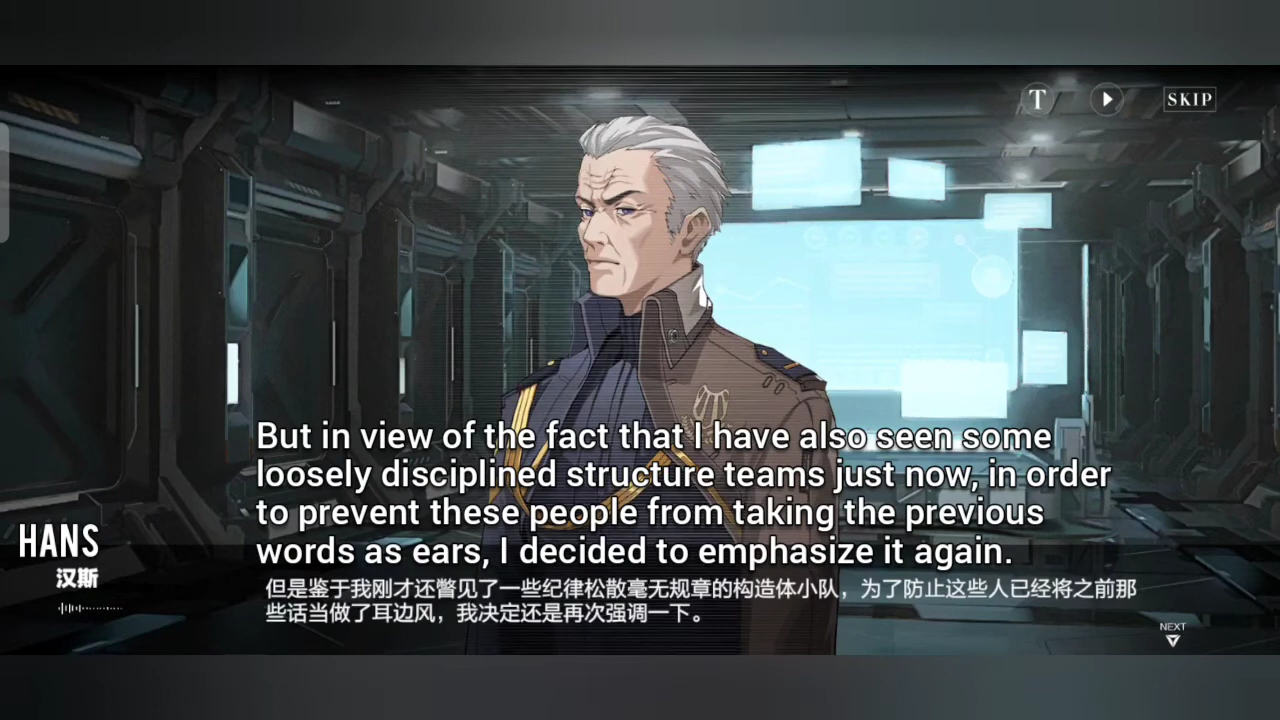 T
SKIP
But in view of the fact that I have also seen some
loosely disciplined structure teams just now, in order
to prevent these people from taking the previous
words as ears, I decided to emphasize it again.
HANS
汉斯
但是鉴于我刚才还瞥见了一些纪律松散毫无规章的构造体小队，为了防止这些人已经将之前那
些话当做了耳边风，我决定还是再次强调一下。
NEXT